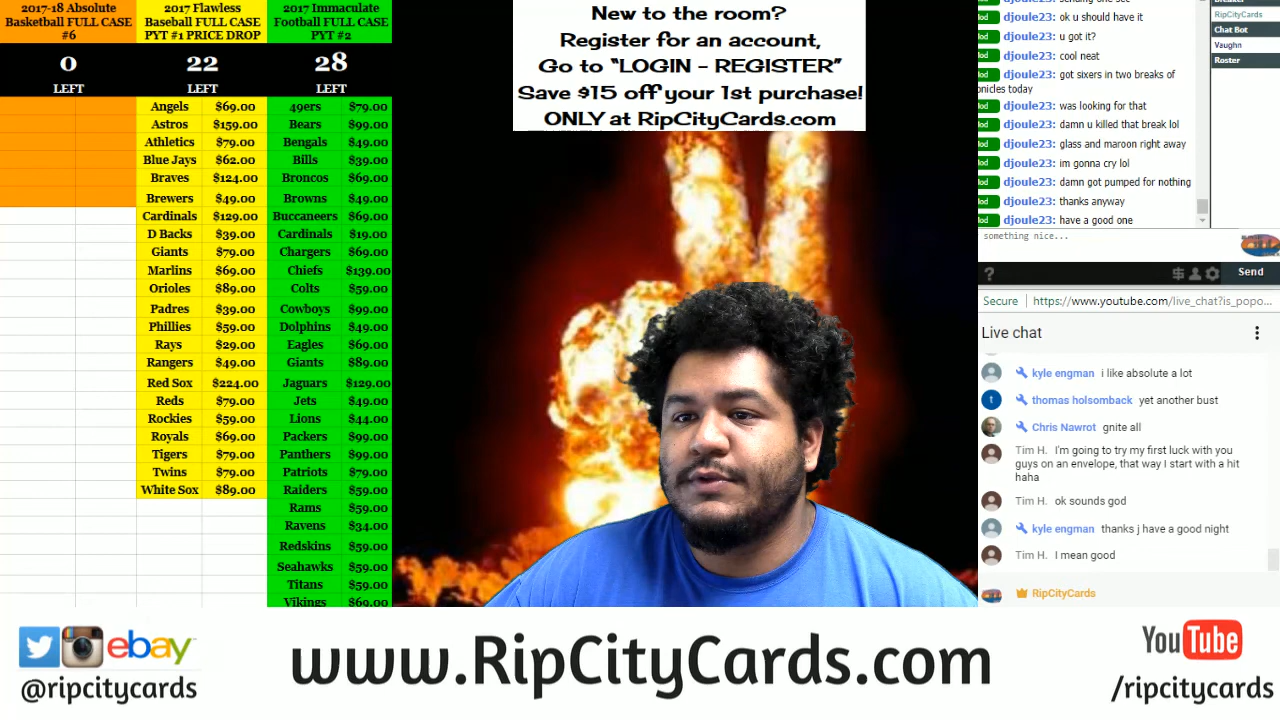 2017-18 Absolute
Basketball FULL CASE
#6
0
LEFT
2017 Flawless
Baseball FULL CASE
PYT #1 PRICE DROP
22
LEFT
Angels $69.00
Astros $159.00
Athletics $79.00
Blue Jays $62.00
Braves $124.00
Brewers $49.00
Cardinals $129.00
D Backs $39.00
Giants $79.00
Marlins $69.00
Orioles $89.00
Padres $39.00
Phillies $59.00
Rays $29.00
Rangers $49.00
Red Sox $224.00
Reds $79.00
Rockies $59.00
Royals $69.00
Tigers $79.00
Twins $79.00
White Sox $89.00
2017 Immaculate
Football FULL CASE
PYT #2
28
LEFT
49ers $79.00
Bears $99.00
Bengals $49.00
Bills $39.00
Broncos $69.00
Browns $49.00
Buccaneers $69.00
Cardinals $19.00
Chargers $69.00
Chiefs $139.00
Colts $59.00
Cowboys $99.00
Dolphins $49.00
Eagles $69.00
Giants $89.00
Jaguars $129.00
Jets $49.00
Lions $44.00
Packers $99.00
Panthers $99.00
Patriots $79.00
Raiders $59.00
Rams $59.00
Ravens $34.00
Redskins $59.00
Seahawks $59.00
Titans $59.00
Vikings $69.00
New to the room?
Register for an account,
Go to “LOGIN - REGISTER”
Save $15 off your 1st purchase!
ONLY at RipCityCards.com
lod djoule23: ok u should have it
lod djoule23: u got it?
lod djoule23: cool neat
lod djoule23: got sixers in two breaks of
onicles today
lod djoule23: was looking for that
lod djoule23: damn u killed that break lol
lod djoule23: glass and maroon right away
lod djoule23: im gonna cry lol
lod djoule23: damn got pumped for nothing
lod djoule23: thanks anyway
lod djoule23: have a good one
something nice...
RipCityCards
Chat Bot
Vaughn
Roster
? Send
Secure https://www.youtube.com/live_chat?is_popo...
Live chat
kyle engman i like absolute a lot
t thomas holsomback yet another bust
Chris Nawrot gnite all
Tim H. I'm going to try my first luck with you
guys on an envelope, that way I start with a hit
haha
Tim H. ok sounds god
kyle engman thanks j have a good night
Tim H. I mean good
RipCityCards
ebay
@ripcitycards
www.RipCityCards.com
You Tube
/ripcitycards